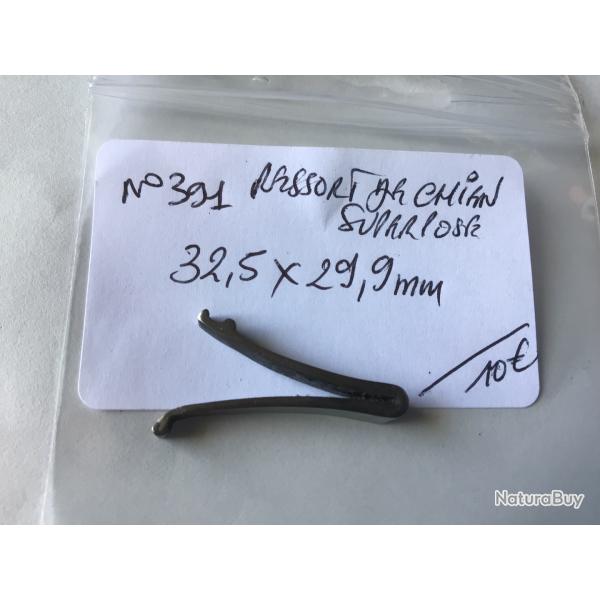 N°391 RESSORT DE CHIEN
SUPERPOSE
32,5 x 29,9mm
10€
NaturaBuy